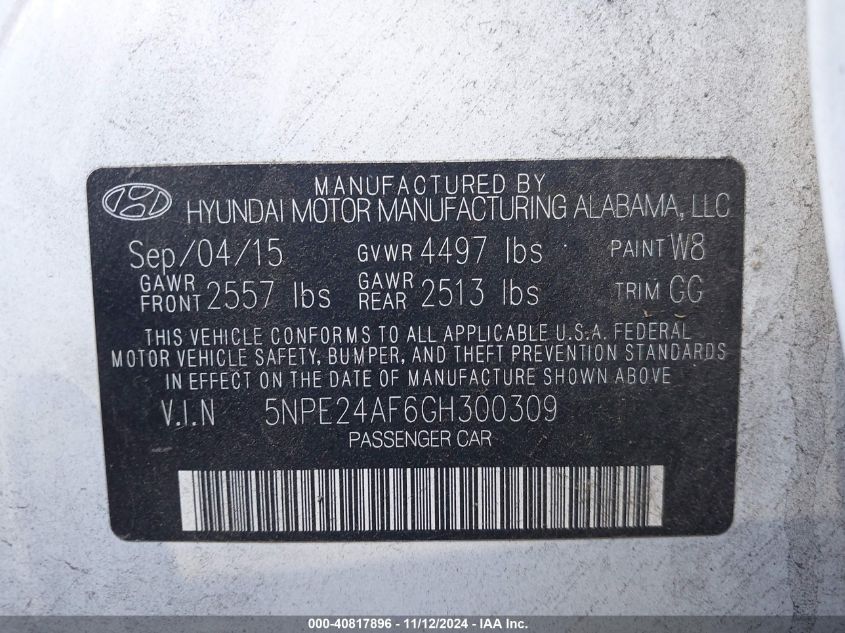 MANUFACTURED BY
HYUNDAI MOTOR MANUFACTURING ALABAMA, LLC
Sep/04/15 GVWR 4497 lbs PAINT W8
GAWR FRONT 2557 lbs GAWR REAR 2513 lbs TRIM GG
THIS VEHICLE CONFORMS TO ALL APPLICABLE U.S.A. FEDERAL
MOTOR VEHICLE SAFETY, BUMPER, AND THEFT PREVENTION STANDARDS
IN EFFECT ON THE DATE OF MANUFACTURE SHOWN ABOVE
V.I.N 5NPE24AF6GH300309
PASSENGER CAR
000-40817896 - 11/12/2024 - IAA Inc.